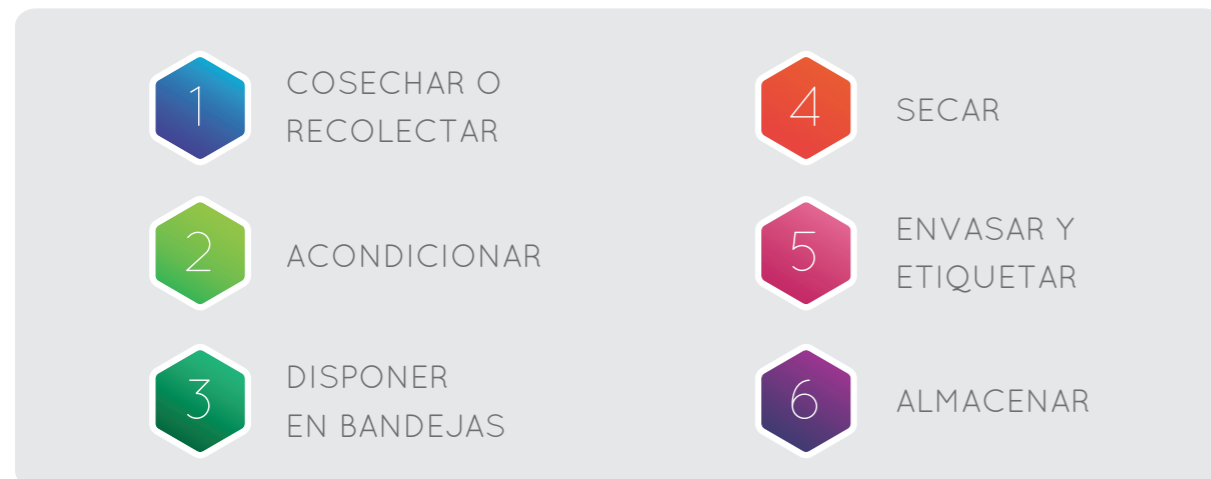 1
COSECHAR O
RECOLECTAR
2
ACONDICIONAR
3
DISPONER
EN BANDEJAS
4
SECAR
5
ENVASAR Y
ETIQUETAR
6
ALMACENAR